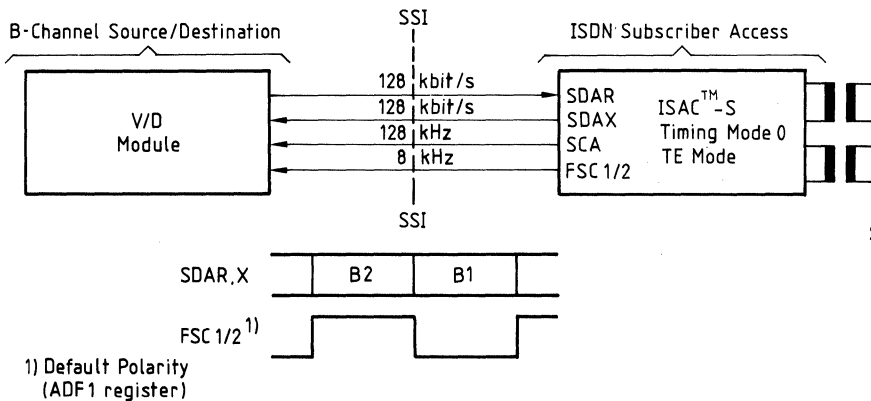 SSI
B-Channel Source/Destination
ISDN Subscriber Access
128 kbit/s
128 kbit/s
128 kHz
8 kHz
V/D
Module
SDAR
SDAX
SCA
FSC 1/2
ISAC™-S
Timing Mode 0
TE Mode
SSI
SDAR,X
B2
B1
FSC 1/2 1)
1) Default Polarity
(ADF1 register)